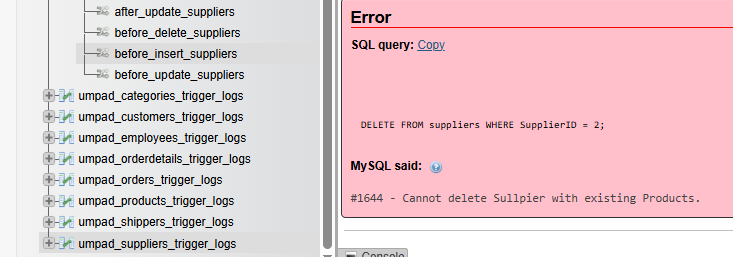 after_update_suppliers
before_delete_suppliers
before_insert_suppliers
before_update_suppliers
umpad_categories_trigger_logs
umpad_customers_trigger_logs
umpad_employees_trigger_logs
umpad_orderdetails_trigger_logs
umpad_orders_trigger_logs
umpad_products_trigger_logs
umpad_shippers_trigger_logs
umpad_suppliers_trigger_logs
Error
SQL query: Copy
DELETE FROM suppliers WHERE SupplierID = 2;
MySQL said:
#1644 - Cannot delete Sullpier with existing Products.
Console